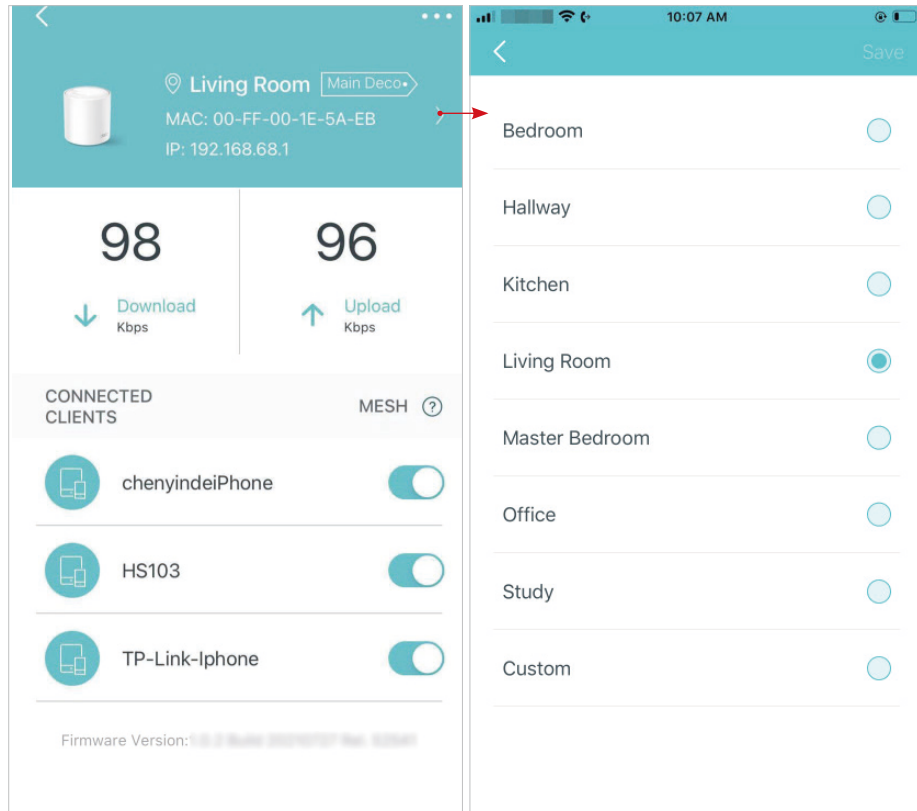 Living Room Main Deco
MAC: 00-FF-00-1E-5A-EB
IP: 192.168.68.1
98
Download
Kbps
96
Upload
Kbps
CONNECTED
CLIENTS
MESH ?
chenyindeiPhone
HS103
TP-Link-Iphone
Firmware Version:
10:07 AM
Save
Bedroom
Hallway
Kitchen
Living Room
Master Bedroom
Office
Study
Custom